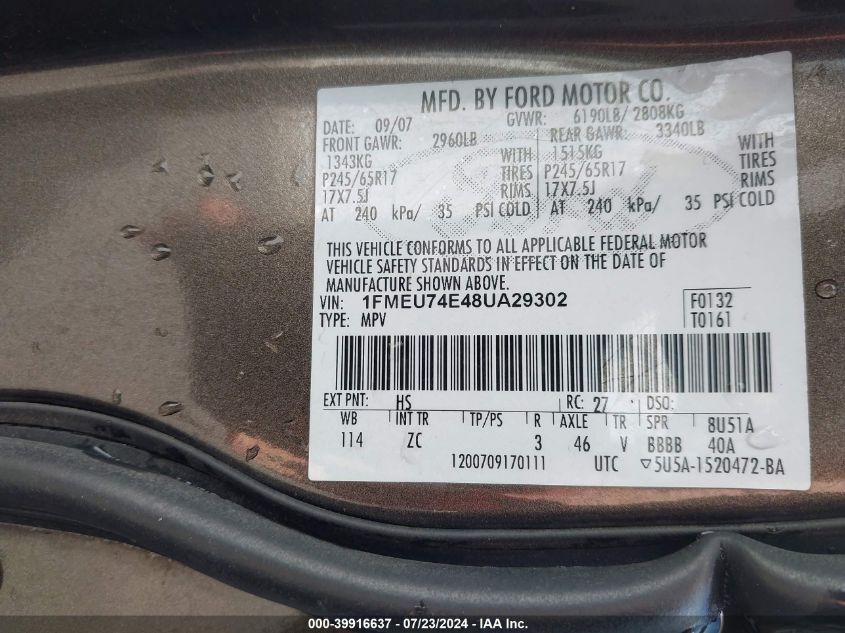 MFD. BY FORD MOTOR CO.
DATE: 09/07 GVWR: 6190LB/ 2808KG
FRONT GAWR: 2960LB REAR GAWR: 3340LB
1343KG WITH 1515KG WITH
P245/65R17 TIRES P245/65R17 TIRES
17X7.5J RIMS 17X7.5J RIMS
AT 240 kPa/ 35 PSI COLD AT 240 kPa/ 35 PSI COLD
THIS VEHICLE CONFORMS TO ALL APPLICABLE FEDERAL MOTOR
VEHICLE SAFETY STANDARDS IN EFFECT ON THE DATE OF
MANUFACTURE SHOWN ABOVE.
VIN: 1FMEU74E48UA29302 F0132
TYPE: MPV T0161
EXT PNT: HS RC: 27 DSO:
WB INT TR TP/PS R AXLE TR SPR 8U51A
114 ZC 3 46 V BBBB 40A
1200709170111 UTC ▽5U5A-1520472-BA
000-39916637 - 07/23/2024 - IAA Inc.